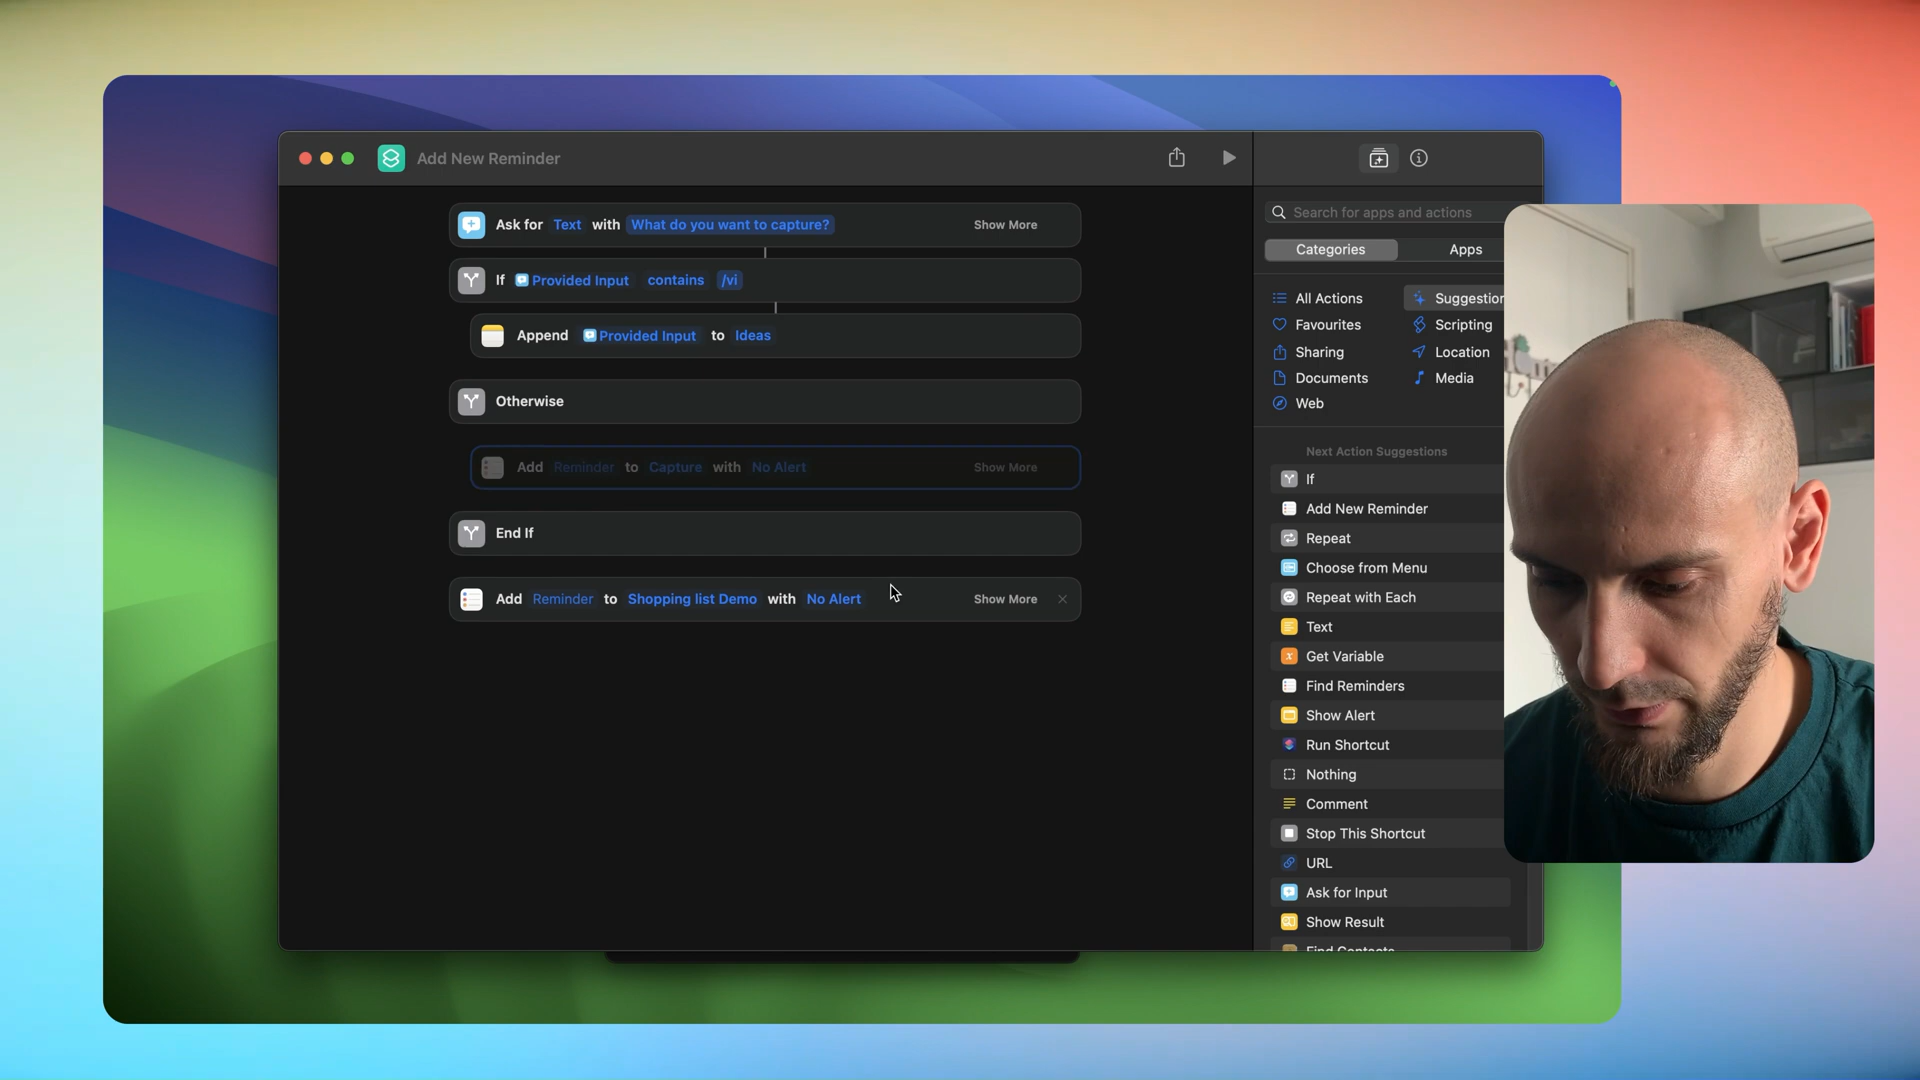 Add New Reminder
Ask for Text with What do you want to capture? Show More
If Provided Input contains /vi
Append Provided Input to Ideas
Otherwise
Add Reminder to Capture with No Alert Show More
End If
Add Reminder to Shopping list Demo with No Alert Show More
Search for apps and actions
Categories Apps
All Actions Suggestion
Favourites Scripting
Sharing Location
Documents Media
Web
Next Action Suggestions
If
Add New Reminder
Repeat
Choose from Menu
Repeat with Each
Text
Get Variable
Find Reminders
Show Alert
Run Shortcut
Nothing
Comment
Stop This Shortcut
URL
Ask for Input
Show Result
Find Contacts